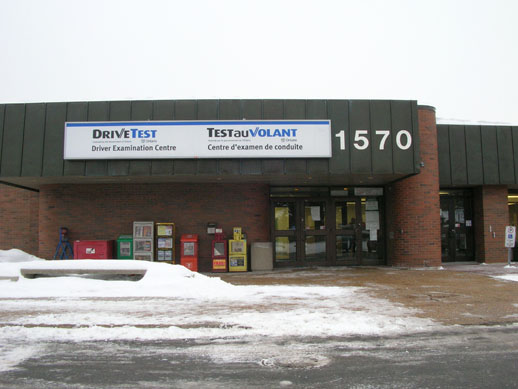 DRIVETEST
Driver Examination Centre
TESTauVOLANT
Centre d'examen de conduite
1570